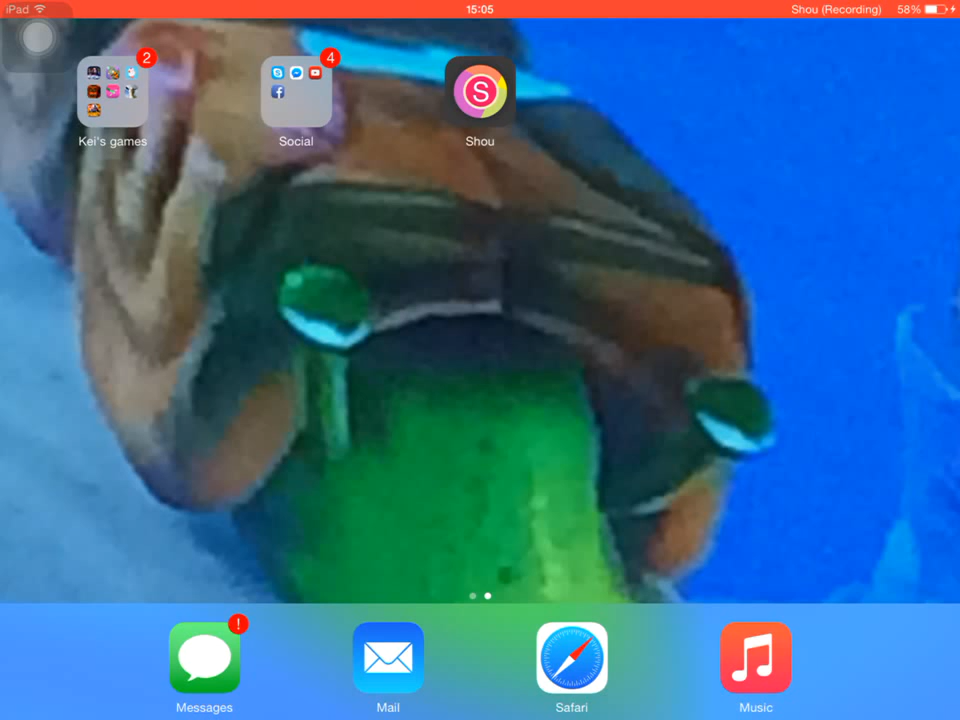 iPad 15:05 Shou (Recording) 58%
2 4 S
Kei's games Social Shou
!
Messages Mail Safari Music